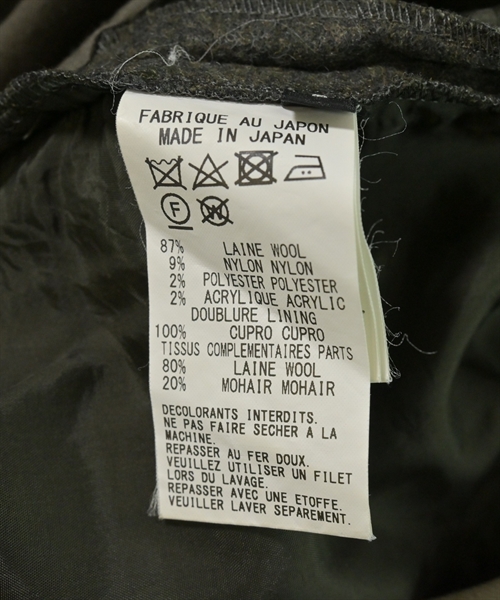 FABRIQUE AU JAPON
MADE IN JAPAN
F W
87% LAINE WOOL
9% NYLON NYLON
2% POLYESTER POLYESTER
2% ACRYLIQUE ACRYLIC
DOUBLURE LINING
100% CUPRO CUPRO
TISSUS COMPLEMENTAIRES PARTS
80% LAINE WOOL
20% MOHAIR MOHAIR
DECOLORANTS INTERDITS.
NE PAS FAIRE SECHER A LA
MACHINE.
REPASSER AU FER DOUX.
VEUILLEZ UTILISER UN FILET
LORS DU LAVAGE.
REPASSER AVEC UNE ETOFFE.
VEUILLER LAVER SEPAREMENT.